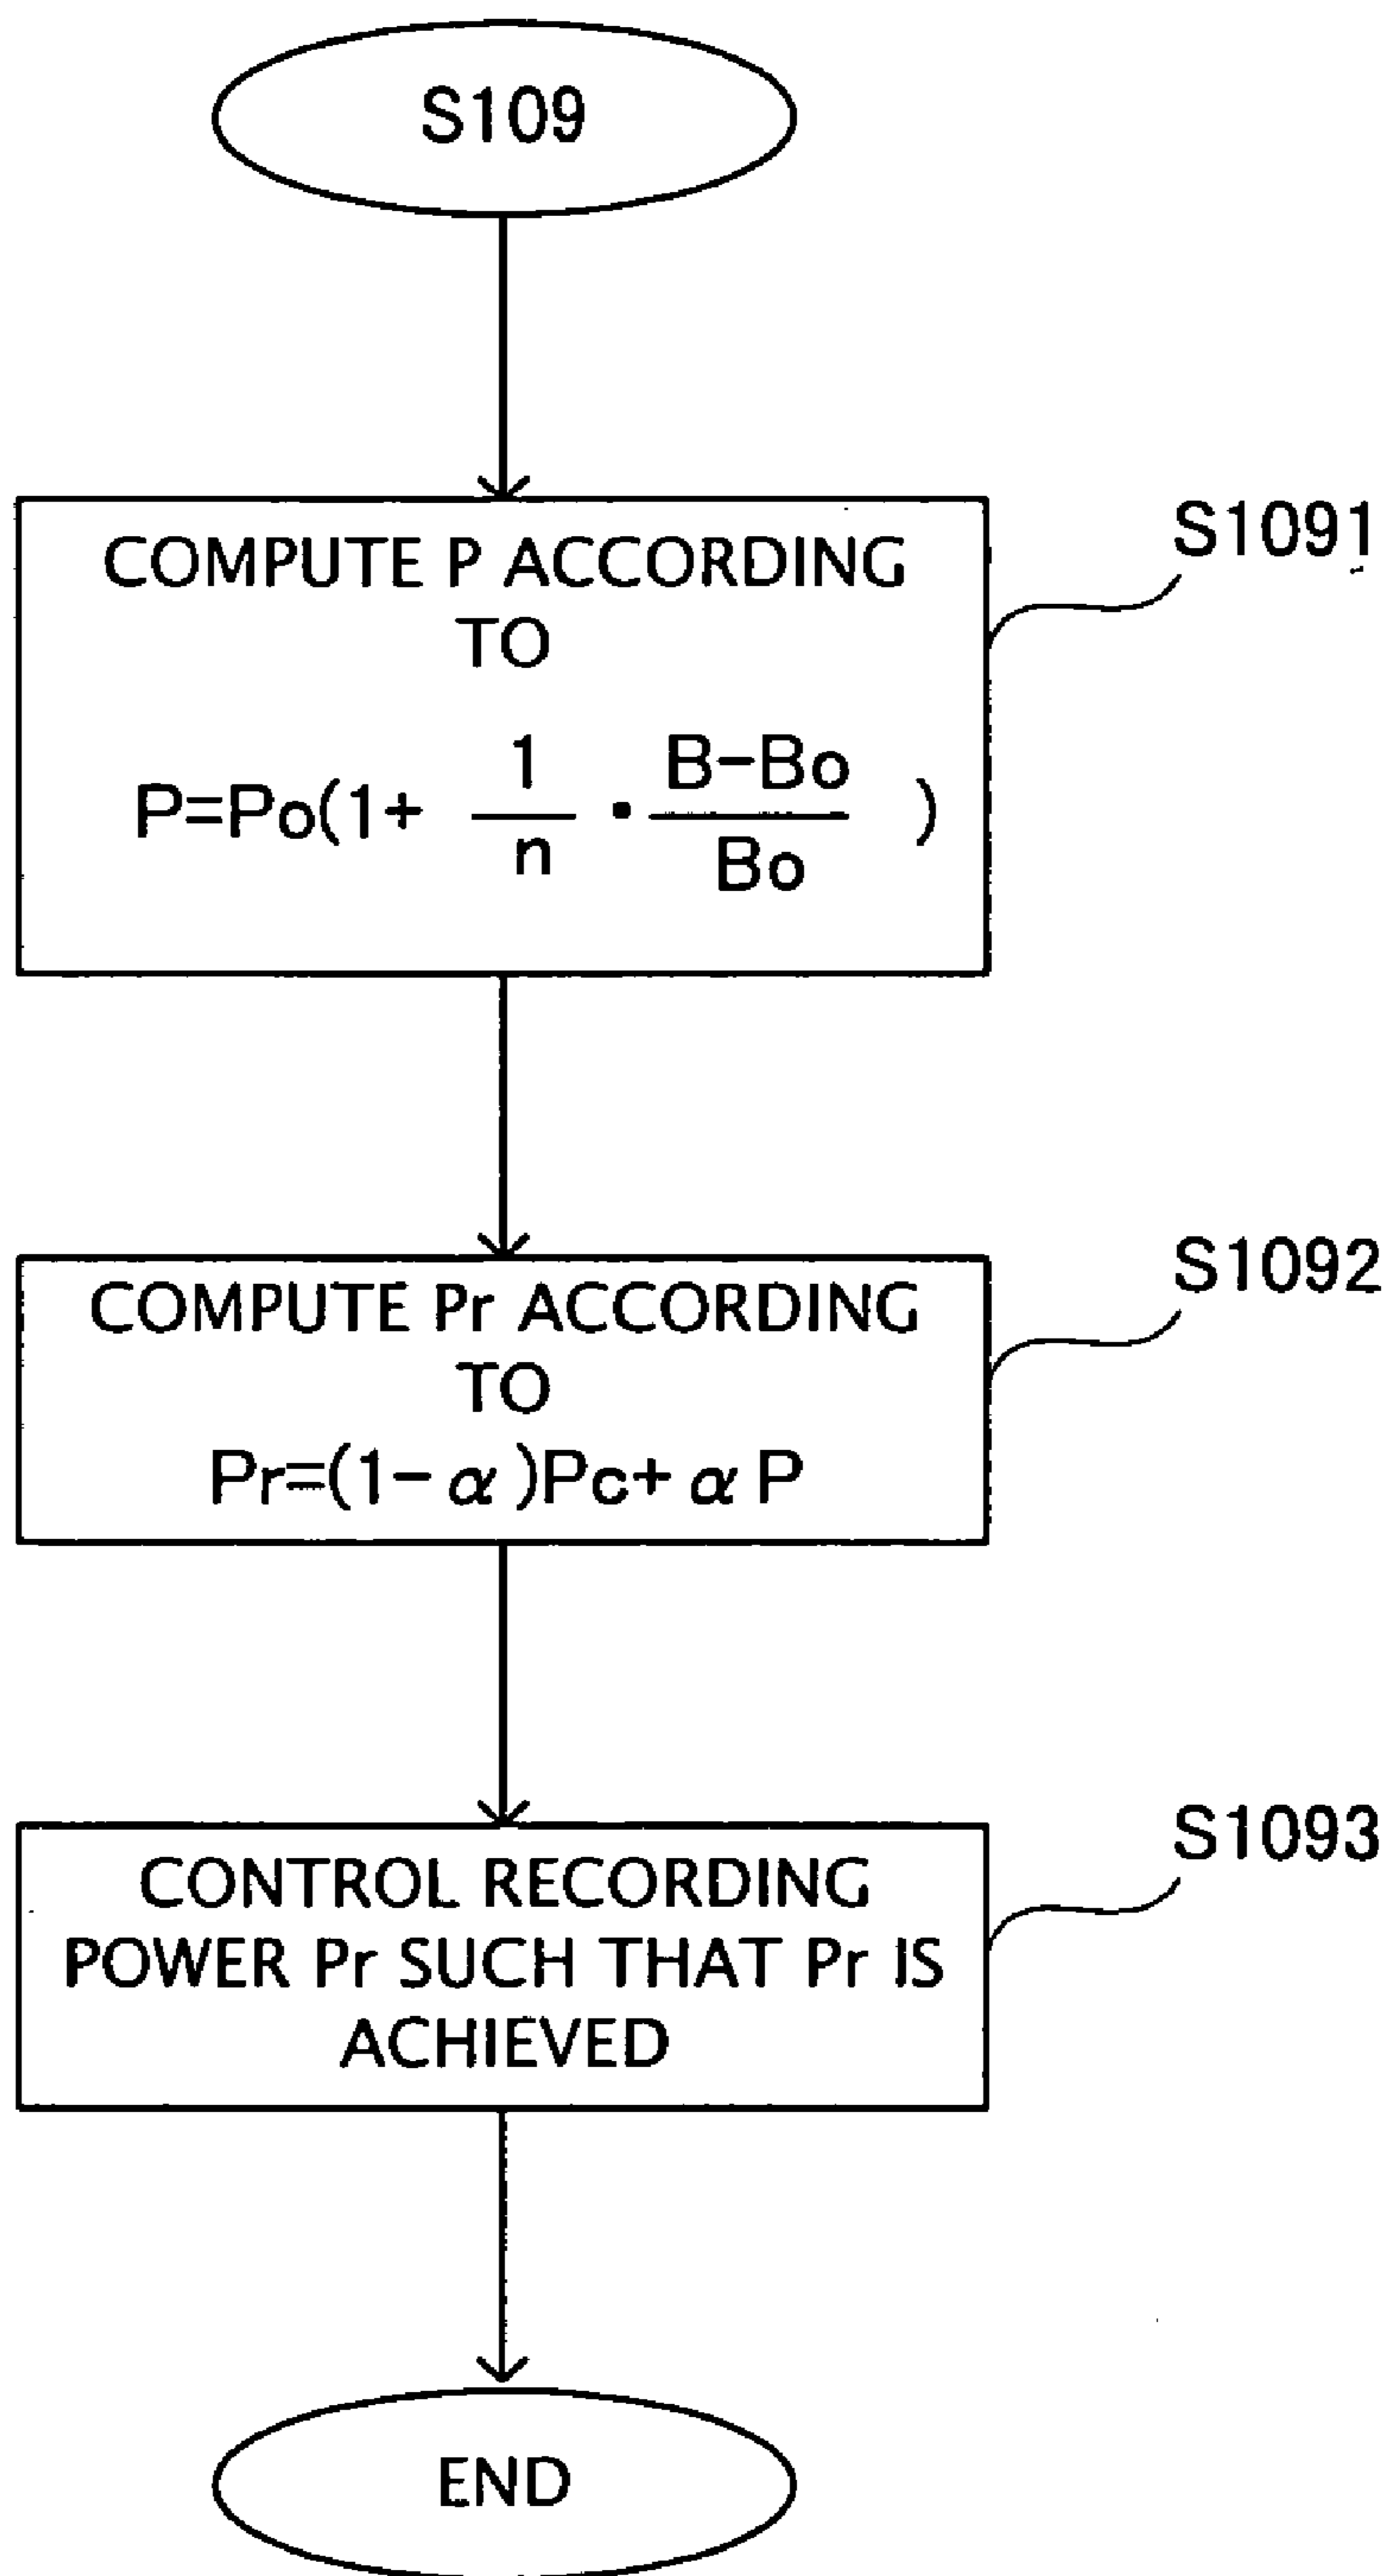 S109
S1091
COMPUTE P ACCORDING
TO
P=Po(1+ 1/n · B-Bo/Bo )
S1092
COMPUTE Pr ACCORDING
TO
Pr=(1-α)Pc+αP
S1093
CONTROL RECORDING
POWER Pr SUCH THAT Pr IS
ACHIEVED
END